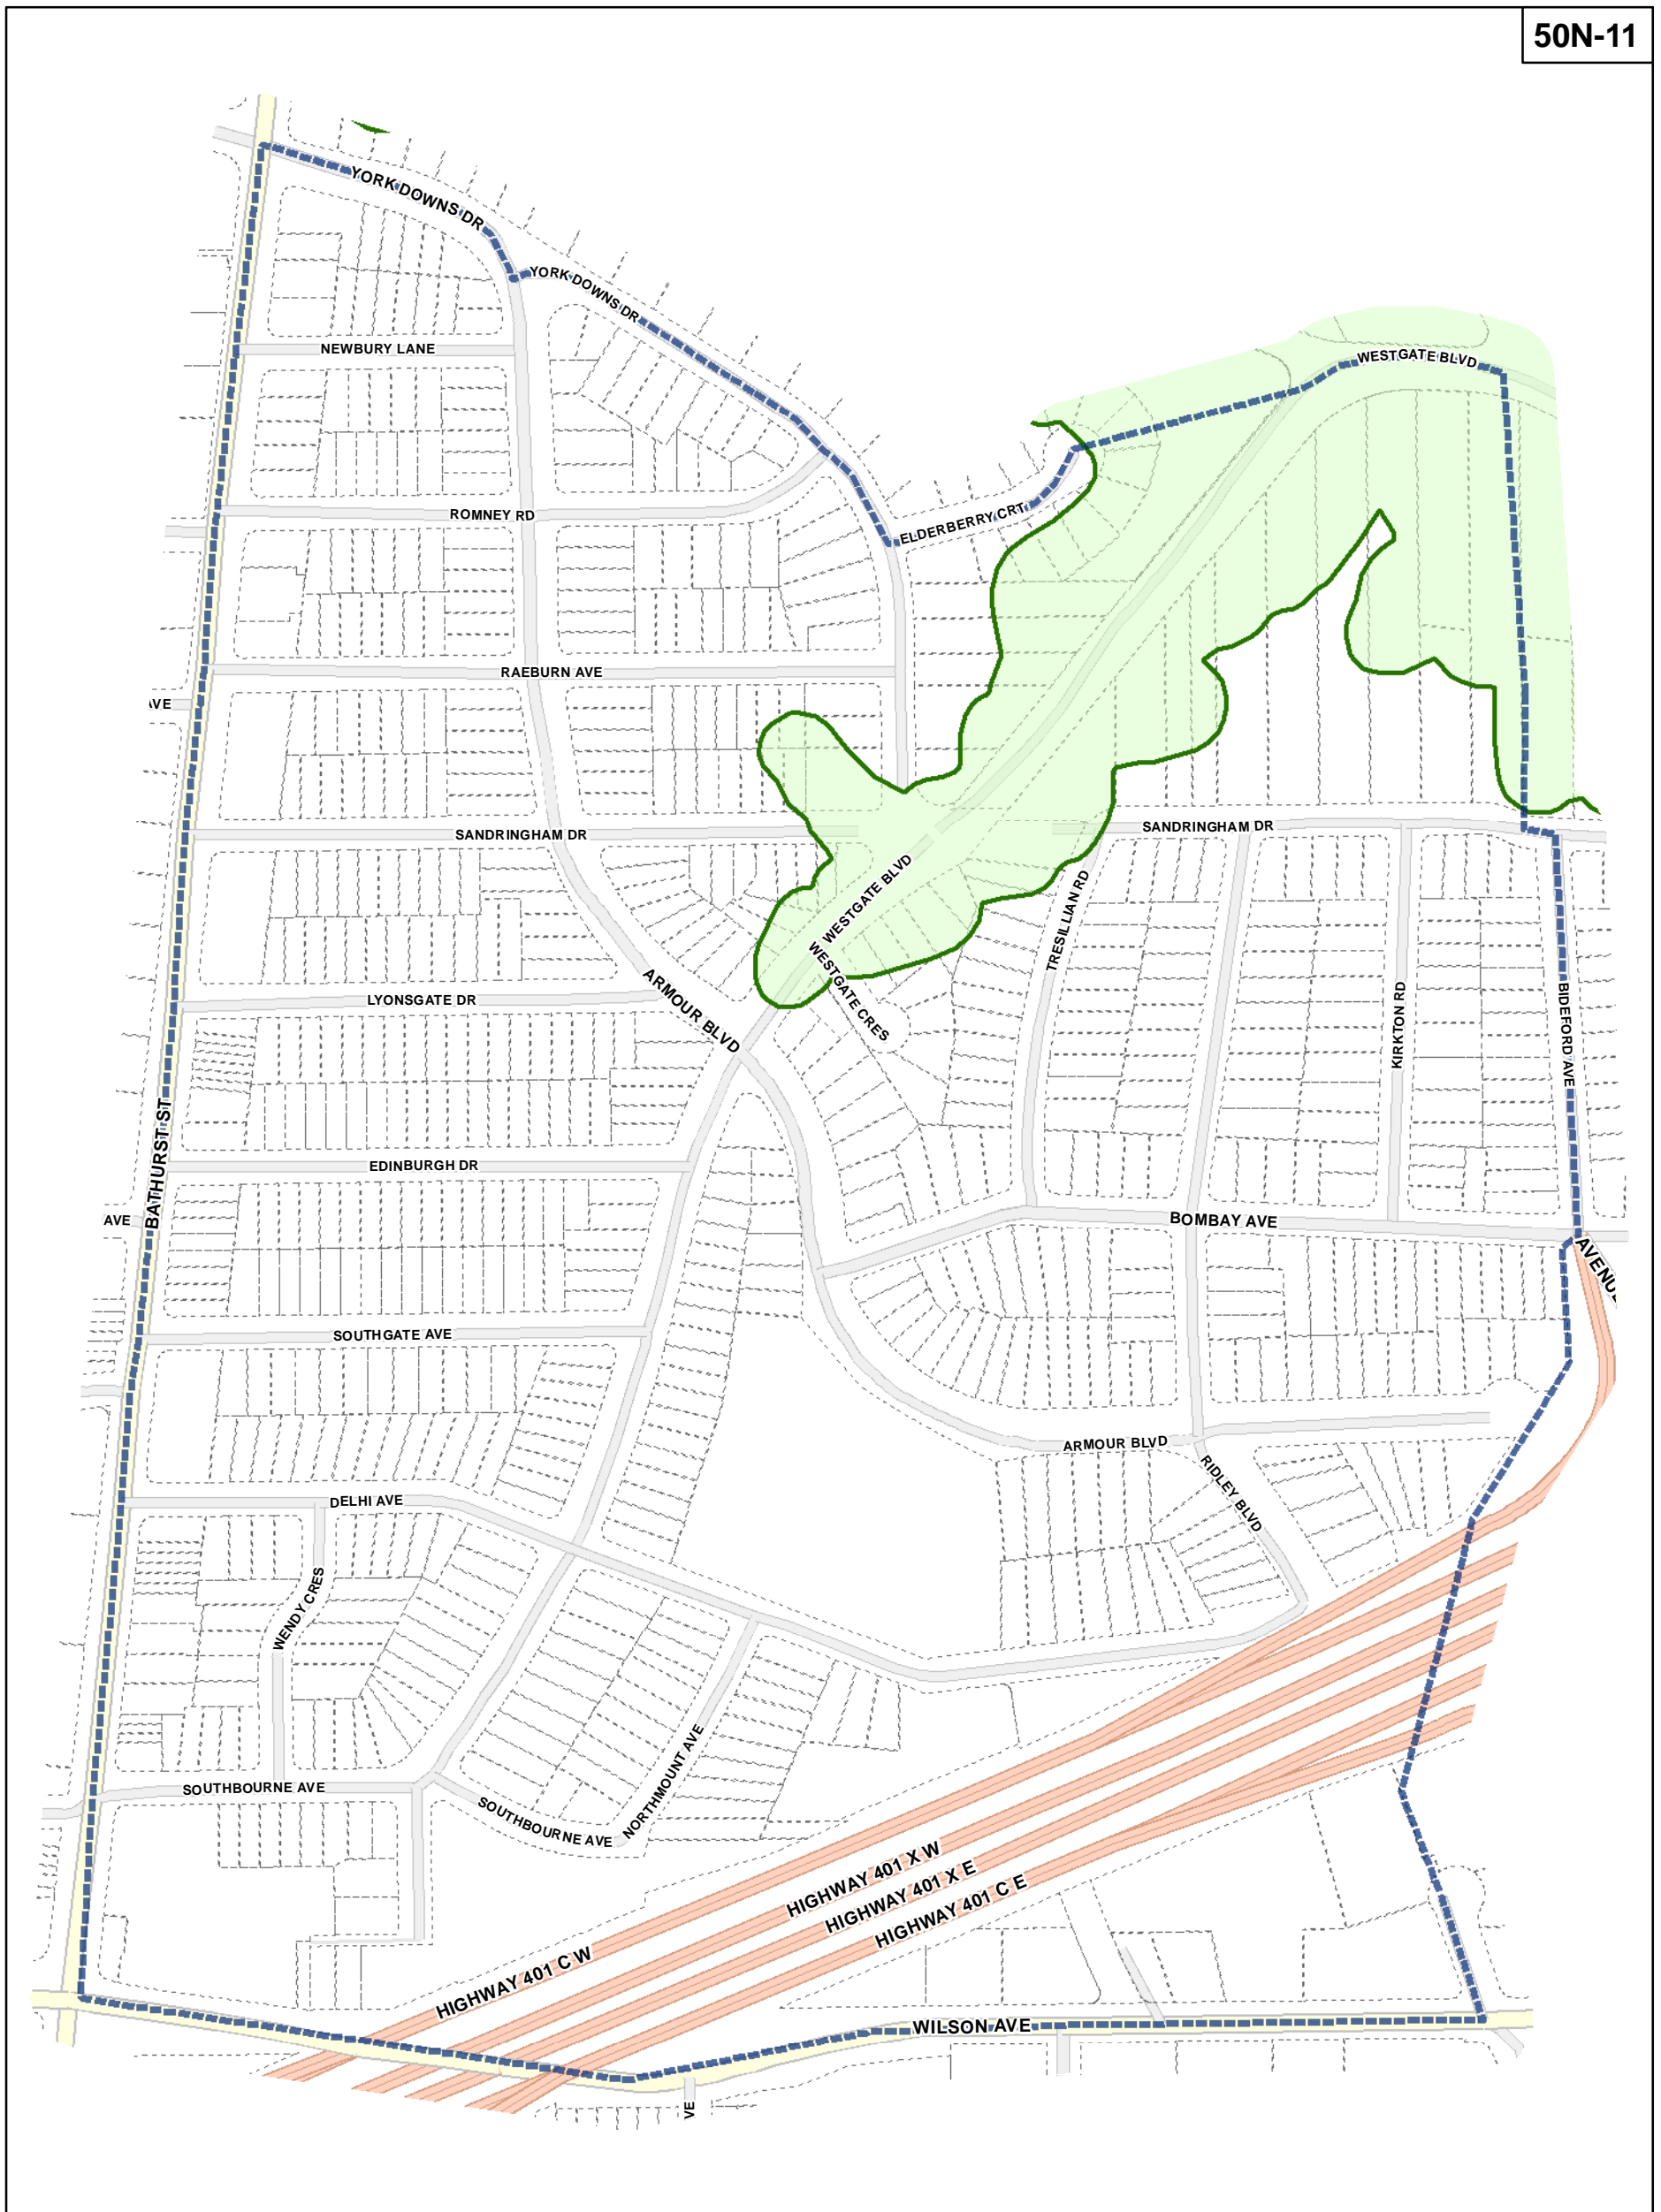 50N-11
YORK DOWNS DR
YORK DOWNS DR
NEWBURY LANE
WESTGATE BLVD
ROMNEY RD
ELDERBERRY CRT
RAEBURN AVE
AVE
SANDRINGHAM DR
SANDRINGHAM DR
WESTGATE BLVD
TRESILLIAN RD
WESTGATE CRES
LYONSGATE DR
ARMOUR BLVD
KIRKTON RD
BIDEFORD AVE
BATHURST ST
EDINBURGH DR
AVE
BOMBAY AVE
AVENU
SOUTHGATE AVE
ARMOUR BLVD
RIDLEY BLVD
DELHI AVE
WENDY CRES
NORTHMOUNT AVE
SOUTHBOURNE AVE
SOUTHBOURNE AVE
HIGHWAY 401 X W
HIGHWAY 401 X E
HIGHWAY 401 C E
HIGHWAY 401 C W
WILSON AVE
VE